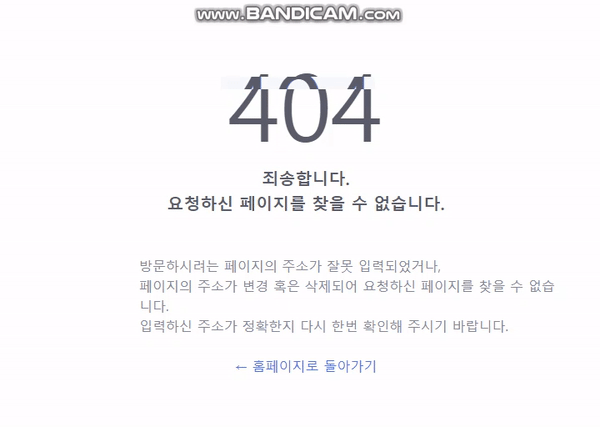 www.BANDICAM.com
404
죄송합니다.
요청하신 페이지를 찾을 수 없습니다.
방문하시려는 페이지의 주소가 잘못 입력되었거나,
페이지의 주소가 변경 혹은 삭제되어 요청하신 페이지를 찾을 수 없습
니다.
입력하신 주소가 정확한지 다시 한번 확인해 주시기 바랍니다.
← 홈페이지로 돌아가기